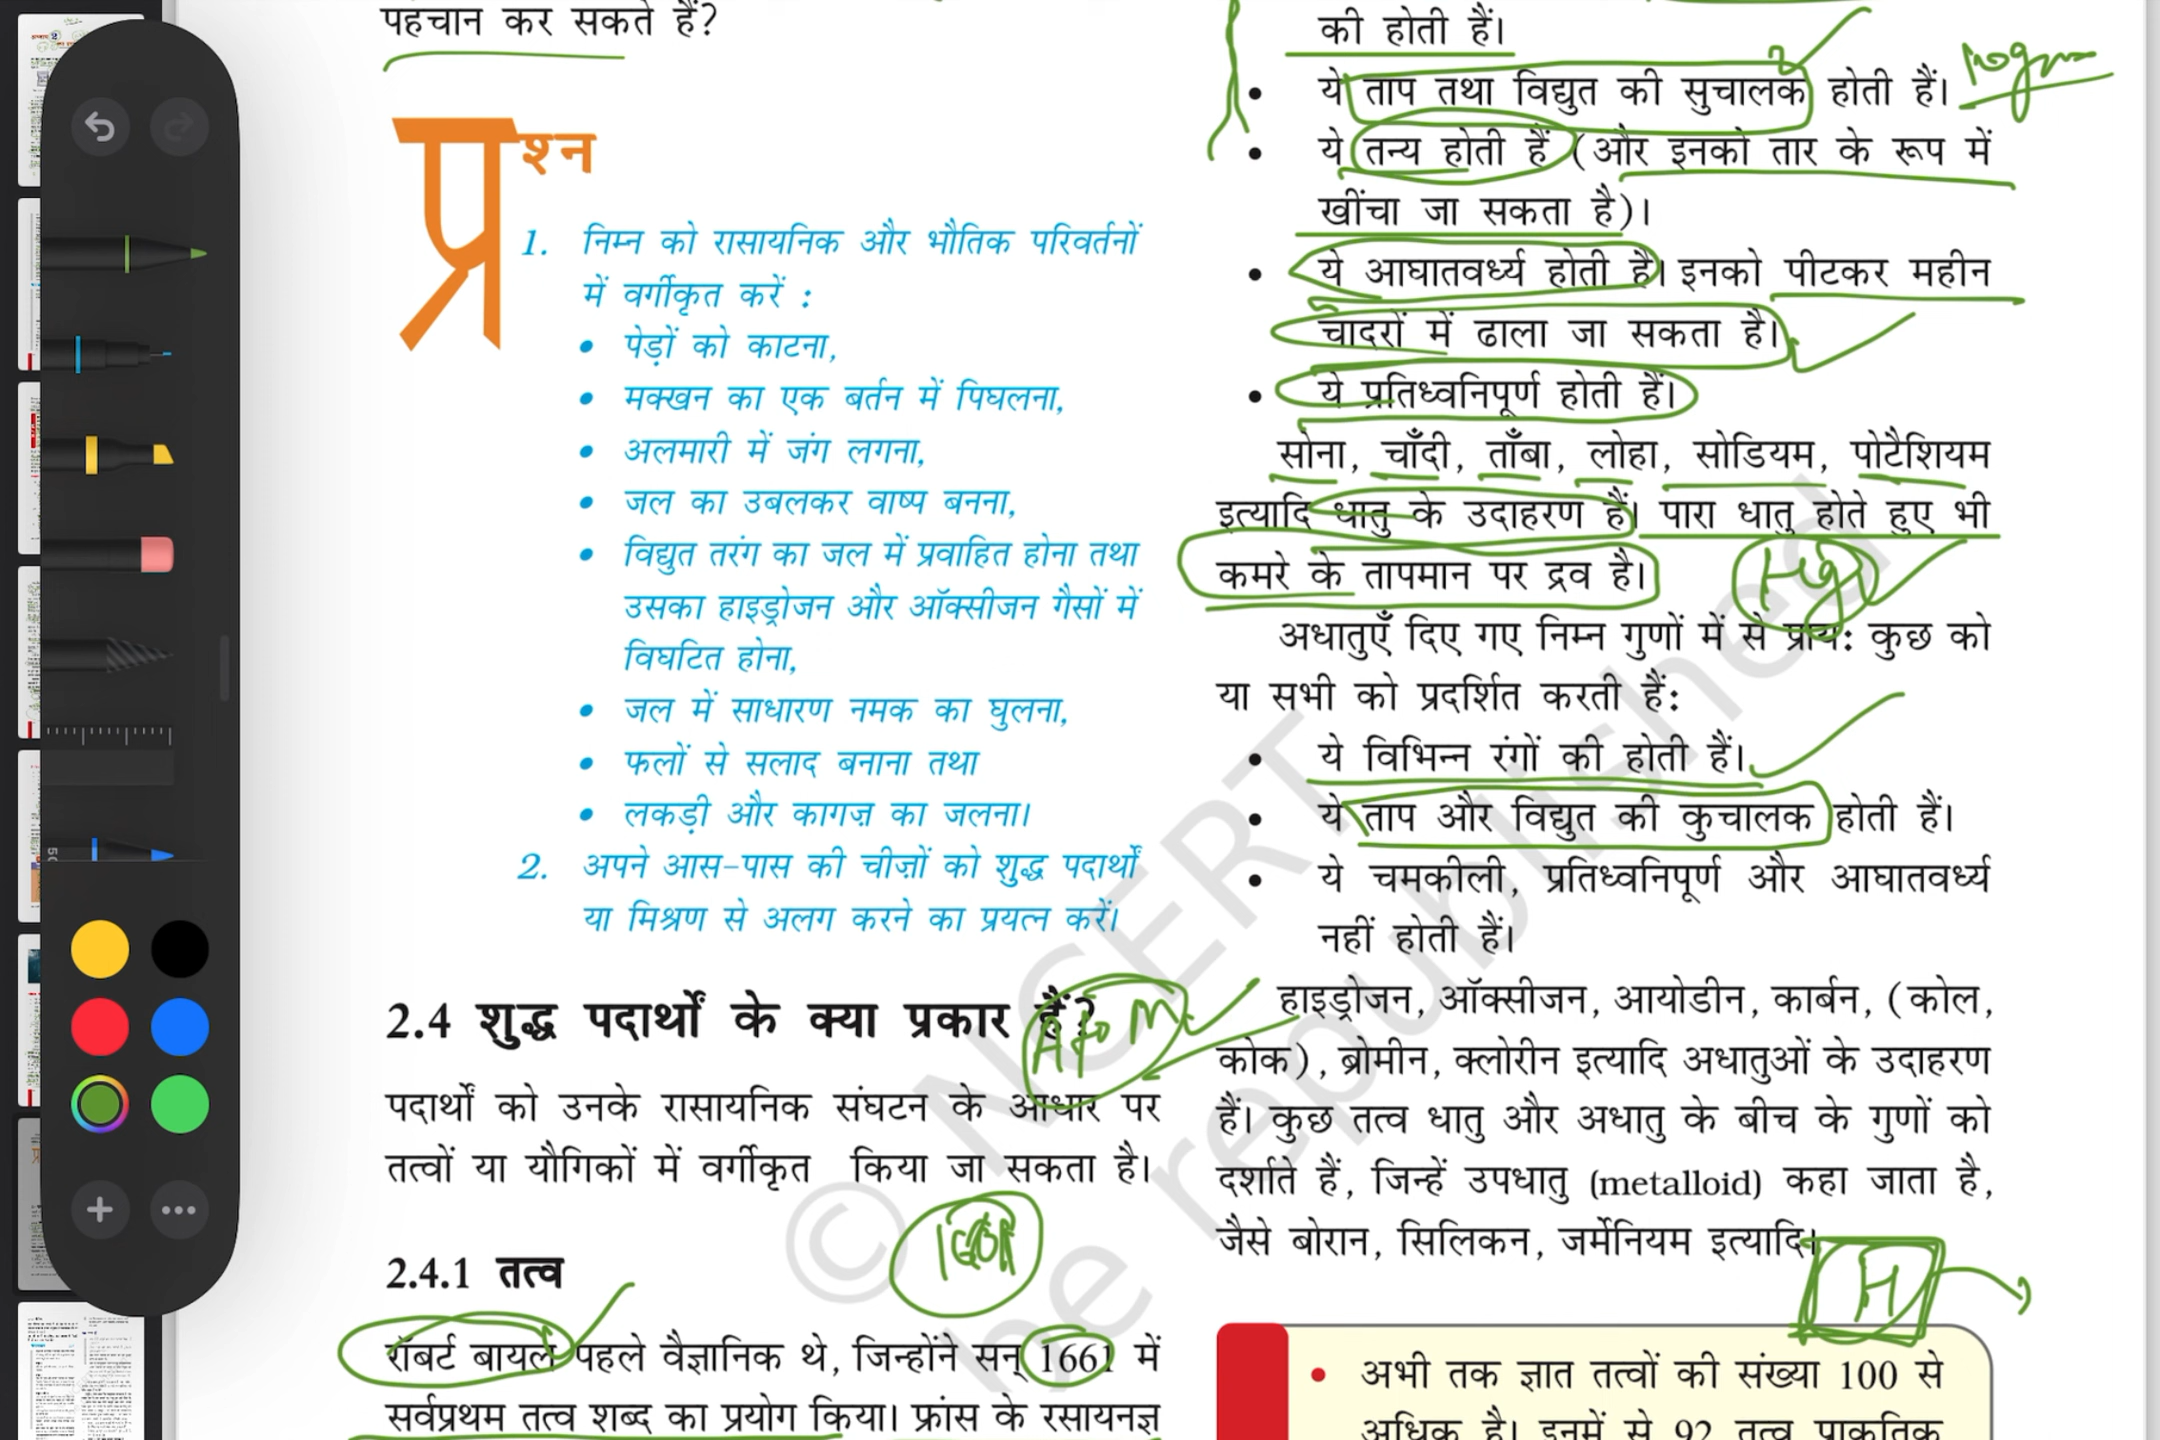 पहचान कर सकते हैं?
प्रश्न
1. निम्न को रासायनिक और भौतिक परिवर्तनों
में वर्गीकृत करें :
• पेड़ों को काटना,
• मक्खन का एक बर्तन में पिघलना,
• अलमारी में जंग लगना,
• जल का उबलकर वाष्प बनना,
• विद्युत तरंग का जल में प्रवाहित होना तथा
उसका हाइड्रोजन और ऑक्सीजन गैसों में
विघटित होना,
• जल में साधारण नमक का घुलना,
• फलों से सलाद बनाना तथा
• लकड़ी और कागज़ का जलना।
2. अपने आस-पास की चीज़ों को शुद्ध पदार्थों
या मिश्रण से अलग करने का प्रयत्न करें।
2.4 शुद्ध पदार्थों के क्या प्रकार हैं?
Atom
पदार्थों को उनके रासायनिक संघटन के आधार पर
तत्वों या यौगिकों में वर्गीकृत किया जा सकता है।
2.4.1 तत्व
रॉबर्ट बायल पहले वैज्ञानिक थे, जिन्होंने सन् 1661 में
सर्वप्रथम तत्व शब्द का प्रयोग किया। फ्रांस के रसायनज्ञ
की होती हैं।
• ये ताप तथा विद्युत की सुचालक होती हैं।
• ये तन्य होती हैं (और इनको तार के रूप में
खींचा जा सकता है)।
• ये आघातवर्ध्य होती है। इनको पीटकर महीन
चादरों में ढाला जा सकता है।
• ये प्रतिध्वनिपूर्ण होती हैं।
सोना, चाँदी, ताँबा, लोहा, सोडियम, पोटैशियम
इत्यादि धातु के उदाहरण हैं। पारा धातु होते हुए भी
कमरे के तापमान पर द्रव है।
Hg
अधातुएँ दिए गए निम्न गुणों में से प्राय: कुछ को
या सभी को प्रदर्शित करती हैं:
• ये विभिन्न रंगों की होती हैं।
• ये ताप और विद्युत की कुचालक होती हैं।
• ये चमकीली, प्रतिध्वनिपूर्ण और आघातवर्ध्य
नहीं होती हैं।
हाइड्रोजन, ऑक्सीजन, आयोडीन, कार्बन, (कोल,
कोक), ब्रोमीन, क्लोरीन इत्यादि अधातुओं के उदाहरण
हैं। कुछ तत्व धातु और अधातु के बीच के गुणों को
दर्शाते हैं, जिन्हें उपधातु (metalloid) कहा जाता है,
जैसे बोरान, सिलिकन, जर्मेनियम इत्यादि।
H
• अभी तक ज्ञात तत्वों की संख्या 100 से
अधिक है। इनमें से 92 तत्व प्राकृतिक
© NCERT
be republished